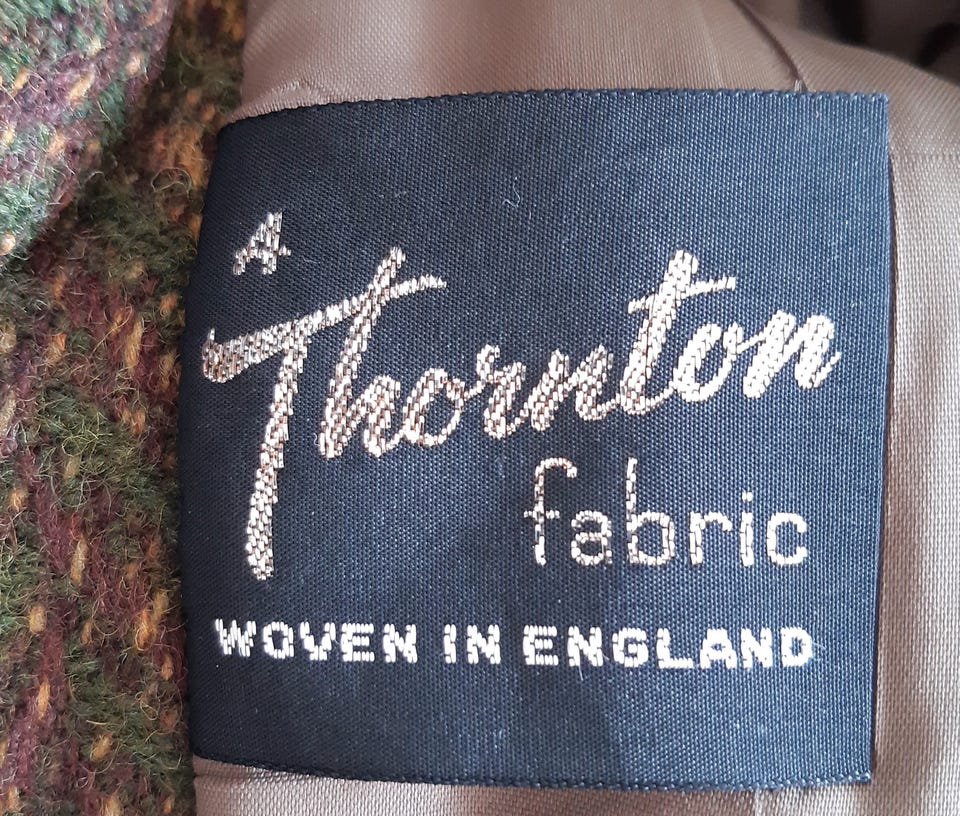 A
Thornton
fabric
WOVEN IN ENGLAND